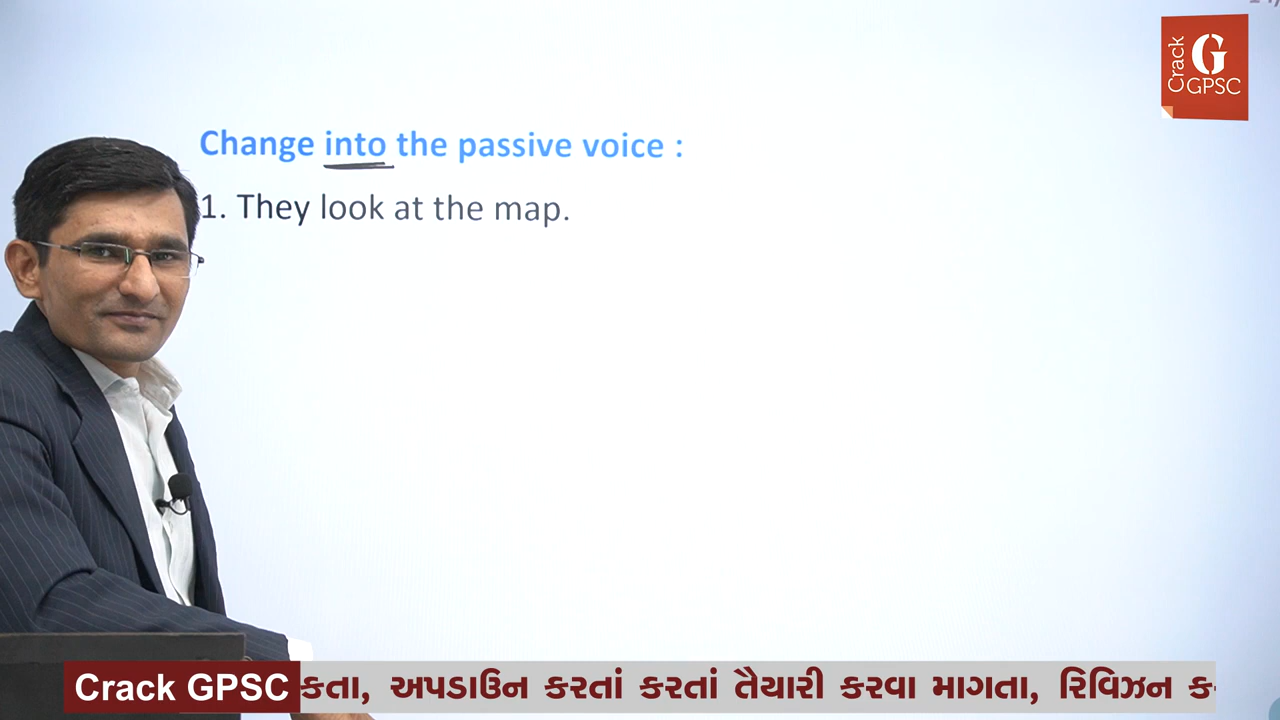 Crack
G
GPSC
Change into the passive voice :
1. They look at the map.
Crack GPSC
કતા, અપડાઉન કરતાં કરતાં તૈયારી કરવા માગતા, રિવિઝન